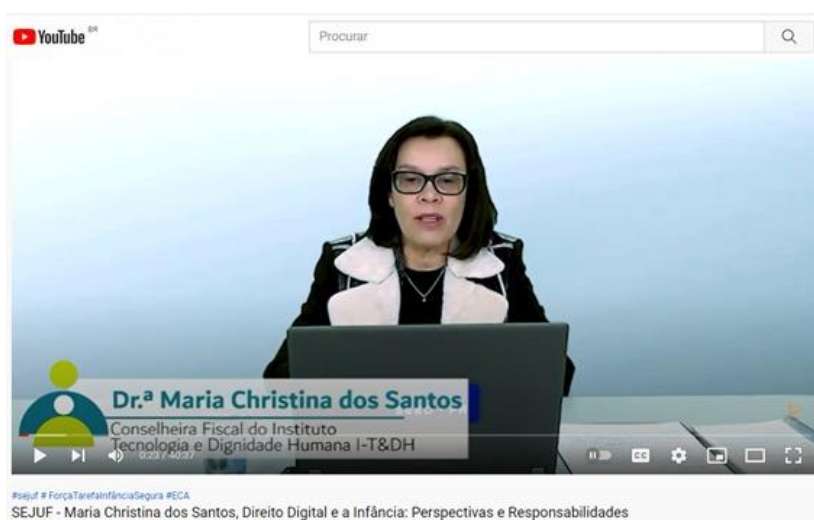 YouTube BR
Procurar
Dr.ª Maria Christina dos Santos
Conselheira Fiscal do Instituto
Tecnologia e Dignidade Humana I-T&DH
0:23 / 40:37
CC
#sejuf # ForçaTarefaInfânciaSegura #ECA
SEJUF - Maria Christina dos Santos, Direito Digital e a Infância: Perspectivas e Responsabilidades